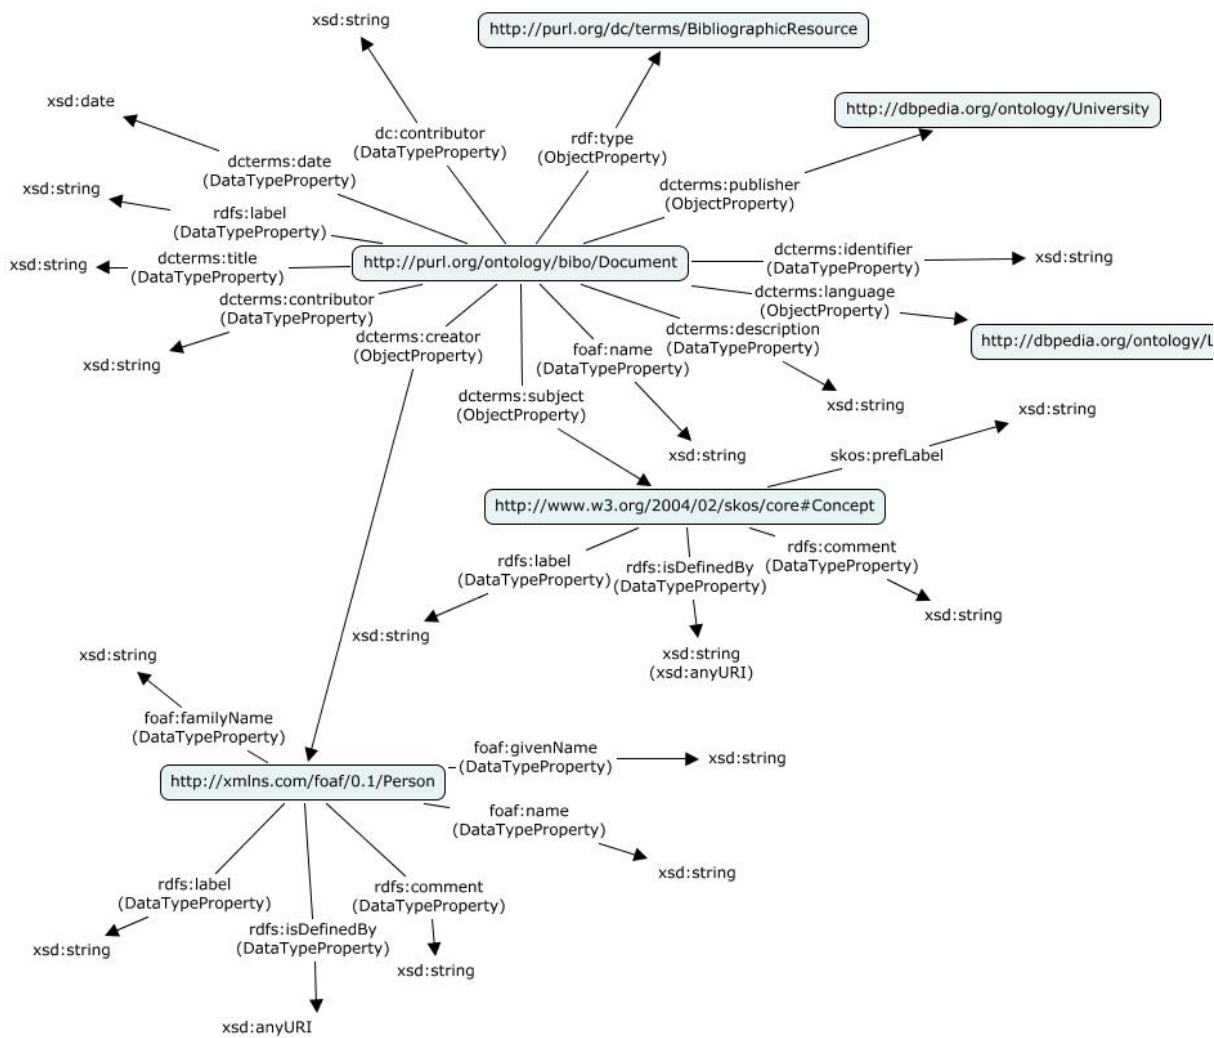 xsd:string
http://purl.org/dc/terms/BibliographicResource
xsd:date
http://dbpedia.org/ontology/University
dc:contributor
(DataTypeProperty)
rdf:type
(ObjectProperty)
dcterms:date
(DataTypeProperty)
dcterms:publisher
(ObjectProperty)
xsd:string
rdfs:label
(DataTypeProperty)
xsd:string
dcterms:title
(DataTypeProperty)
http://purl.org/ontology/bibo/Document
dcterms:identifier
(DataTypeProperty)
xsd:string
dcterms:contributor
(DataTypeProperty)
dcterms:language
(ObjectProperty)
xsd:string
dcterms:creator
(ObjectProperty)
foaf:name
(DataTypeProperty)
dcterms:description
(DataTypeProperty)
http://dbpedia.org/ontology/L
dcterms:subject
(ObjectProperty)
xsd:string
xsd:string
xsd:string
skos:prefLabel
http://www.w3.org/2004/02/skos/core#Concept
rdfs:label
(DataTypeProperty)
rdfs:isDefinedBy
(DataTypeProperty)
rdfs:comment
(DataTypeProperty)
xsd:string
xsd:string
xsd:string
(xsd:anyURI)
xsd:string
foaf:familyName
(DataTypeProperty)
http://xmlns.com/foaf/0.1/Person
foaf:givenName
(DataTypeProperty)
xsd:string
foaf:name
(DataTypeProperty)
xsd:string
rdfs:label
(DataTypeProperty)
rdfs:comment
(DataTypeProperty)
rdfs:isDefinedBy
(DataTypeProperty)
xsd:string
xsd:string
xsd:anyURI